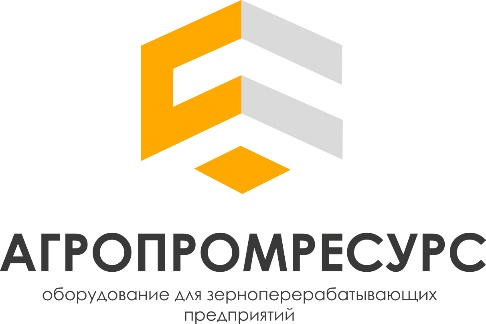 АГРОПРОМРЕСУРС
оборудование для зерноперерабатывающих
предприятий